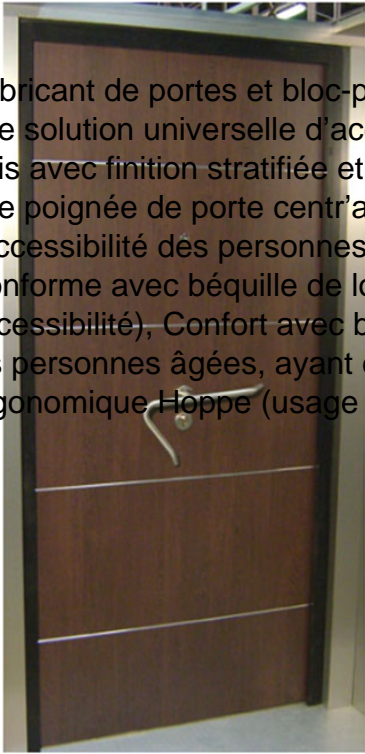 bricant de portes et bloc-p
e solution universelle d'ac
is avec finition stratifiée et
e poignée de porte centr'a
ccessibilité des personnes
onforme avec béquille de lo
cessibilité), Confort avec b
s personnes âgées, ayant
gonomique Hoppe (usage